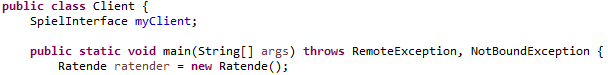 public class Client {
SpielInterface myClient;
public static void main(String[] args) throws RemoteException, NotBoundException {
Ratende ratender = new Ratende();